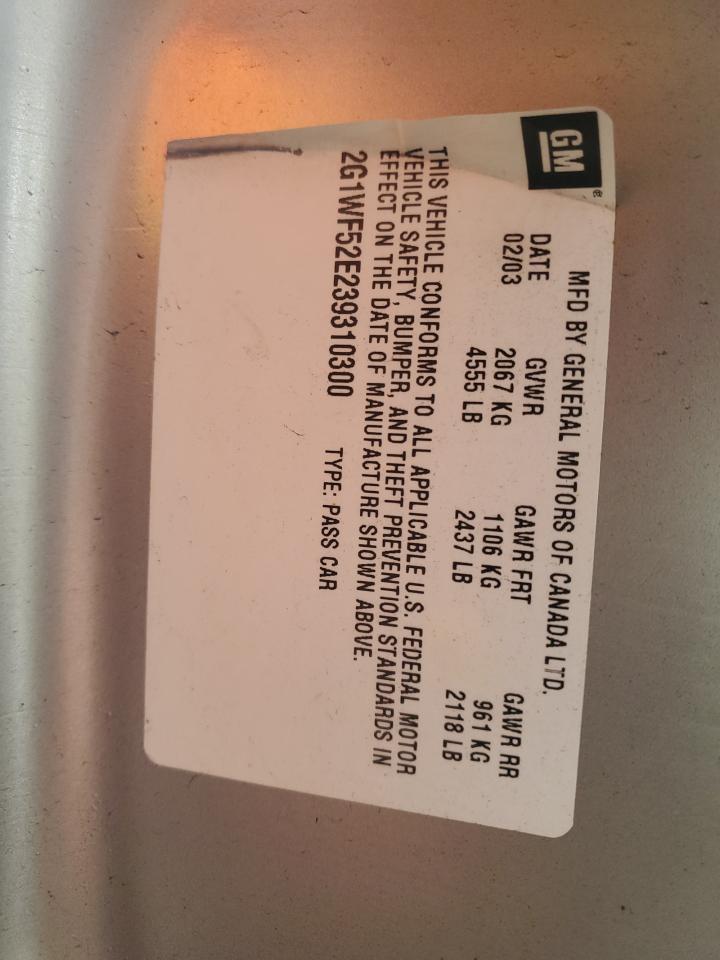 GM®
MFD BY GENERAL MOTORS OF CANADA LTD.
DATE GVWR GAWR FRT GAWR RR
02/03 2067 KG 1106 KG 961 KG
4555 LB 2437 LB 2118 LB
THIS VEHICLE CONFORMS TO ALL APPLICABLE U.S. FEDERAL MOTOR
VEHICLE SAFETY, BUMPER, AND THEFT PREVENTION STANDARDS IN
EFFECT ON THE DATE OF MANUFACTURE SHOWN ABOVE.
2G1WF52E239310300 TYPE: PASS CAR